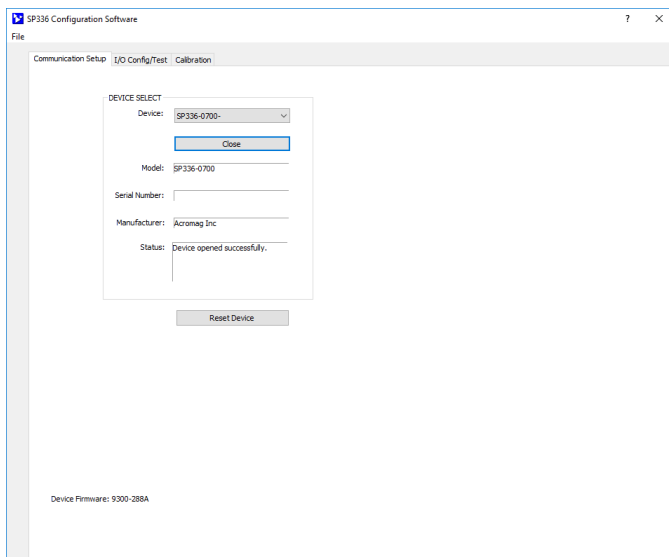 SP336 Configuration Software
?
File
Communication Setup I/O Config/Test Calibration
DEVICE SELECT
Device: SP336-0700-
Close
Model: SP336-0700
Serial Number:
Manufacturer: Acromag Inc
Status: Device opened successfully.
Reset Device
Device Firmware: 9300-288A